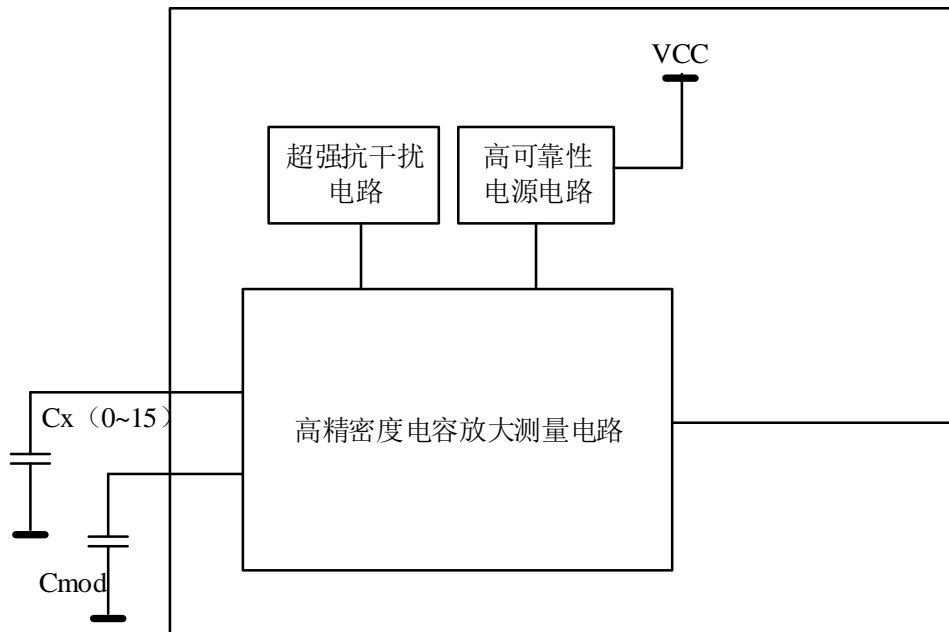 VCC
超强抗干扰
电路
高可靠性
电源电路
Cx（0~15）
高精密度电容放大测量电路
Cmod